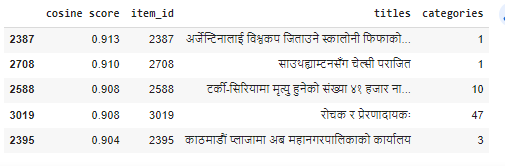 cosine score item_id titles categories
2387 0.913 2387 अर्जेन्टिनालाई विश्वकप जिताउने स्कालोनी फिफाको... 1
2708 0.910 2708 साउथह्याम्टनसँग चेल्सी पराजित 1
2588 0.908 2588 टर्की-सिरियामा मृत्यु हुनेको संख्या ४१ हजार ना... 10
3019 0.908 3019 रोचक र प्रेरणादायकः 47
2395 0.904 2395 काठमाडौं प्लाजामा अब महानगरपालिकाको कार्यालय 3